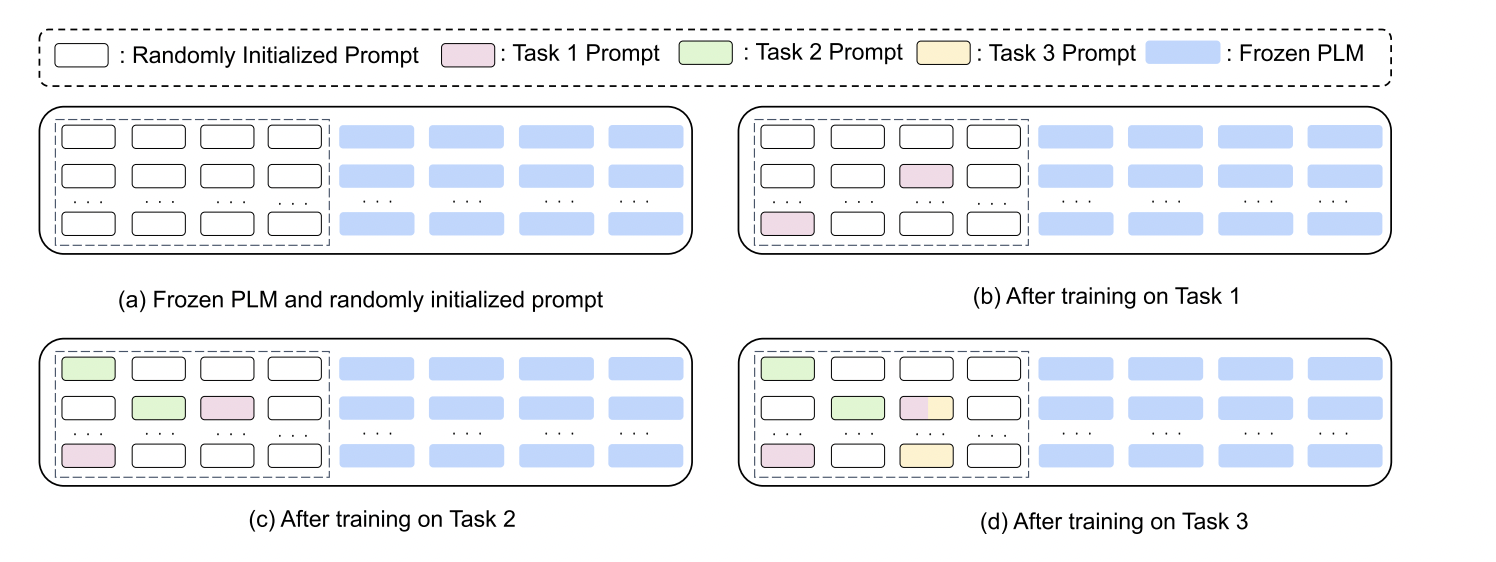 : Randomly Initialized Prompt : Task 1 Prompt : Task 2 Prompt : Task 3 Prompt : Frozen PLM
. . . . . . . . . . . . . . . . . . . . . . . .
. . . . . . . . . . . . . . . . . . . . . . . .
(a) Frozen PLM and randomly initialized prompt
(b) After training on Task 1
. . . . . . . . . . . . . . . . . . . . . . . .
. . . . . . . . . . . . . . . . . . . . . . . .
(c) After training on Task 2
(d) After training on Task 3